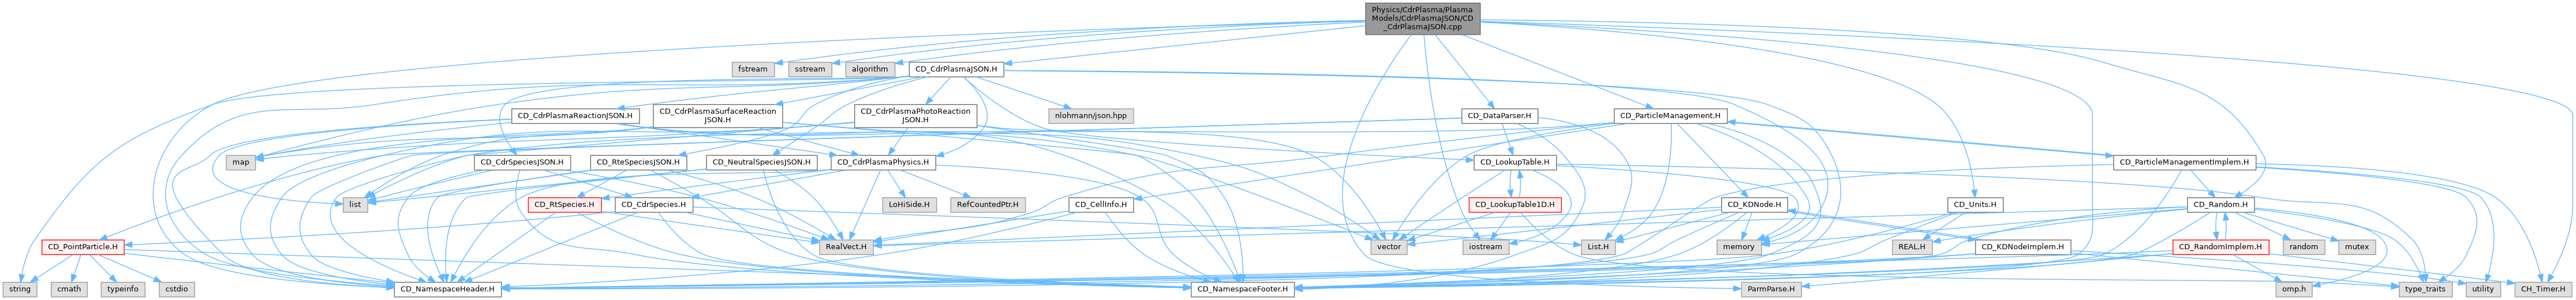 Physics/CdrPlasma/Plasma
Models/CdrPlasmaJSON/CD
_CdrPlasmaJSON.cpp
fstream
sstream
algorithm
CD_CdrPlasmaJSON.H
CD_CdrPlasmaReactionJSON.H
CD_CdrPlasmaSurfaceReaction
JSON.H
CD_CdrPlasmaPhotoReaction
JSON.H
nlohmann/json.hpp
CD_DataParser.H
CD_ParticleManagement.H
map
CD_CdrSpeciesJSON.H
CD_RteSpeciesJSON.H
CD_NeutralSpeciesJSON.H
CD_CdrPlasmaPhysics.H
CD_LookupTable.H
CD_ParticleManagementImplem.H
list
CD_RtSpecies.H
CD_CdrSpecies.H
LoHiSide.H
RefCountedPtr.H
CD_CellInfo.H
CD_LookupTable1D.H
CD_KDNode.H
CD_Units.H
CD_Random.H
CD_PointParticle.H
RealVect.H
vector
iostream
List.H
memory
REAL.H
CD_KDNodeImplem.H
CD_RandomImplem.H
random
mutex
string
cmath
typeinfo
cstdio
CD_NamespaceHeader.H
CD_NamespaceFooter.H
ParmParse.H
omp.h
type_traits
utility
CH_Timer.H